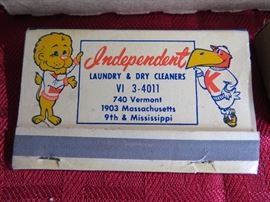 Independent
LAUNDRY & DRY CLEANERS
VI 3-4011
740 Vermont
1903 Massachusetts
9th & Mississippi
K